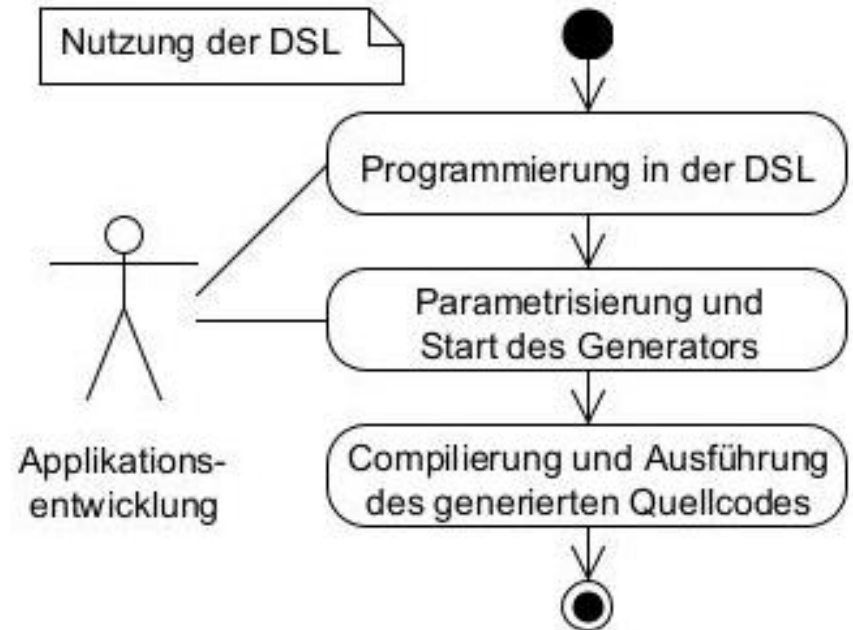 Nutzung der DSL
Programmierung in der DSL
Parametrisierung und
Start des Generators
Applikations-
entwicklung
Compilierung und Ausführung
des generierten Quellcodes